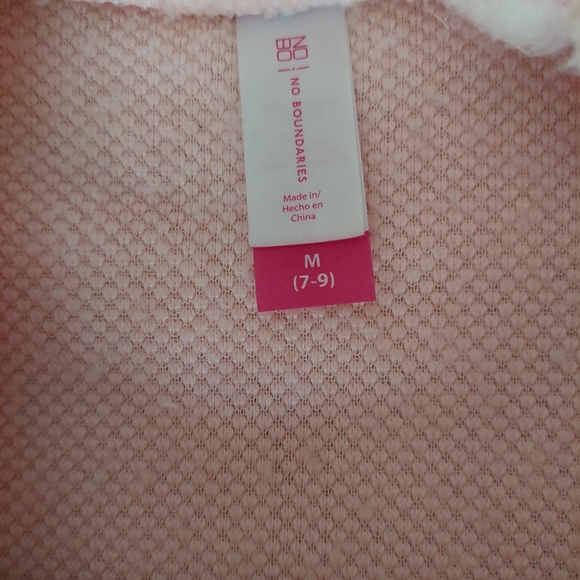 NO!
BO!
NO BOUNDARIES
Made in/
Hecho en
China
M
(7-9)